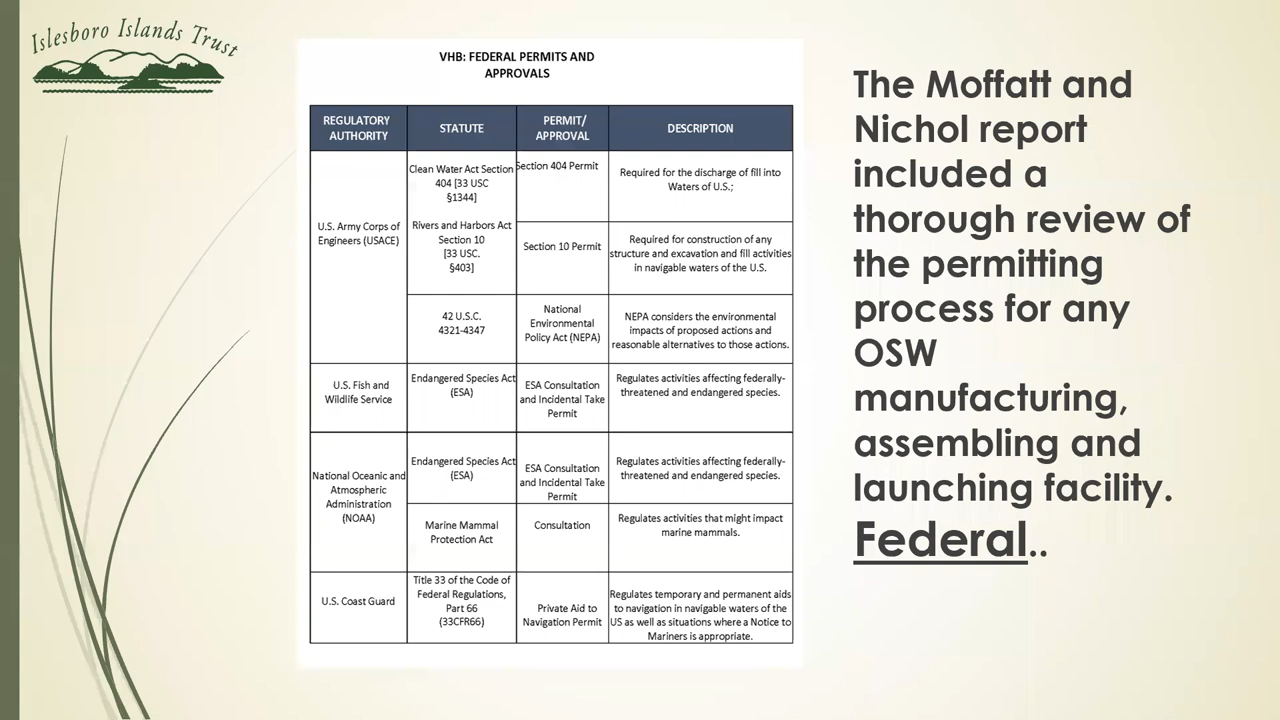 Islesboro Islands Trust
VHB: FEDERAL PERMITS AND
APPROVALS
REGULATORY
AUTHORITY
STATUTE
PERMIT/
APPROVAL
DESCRIPTION
U.S. Army Corps of
Engineers (USACE)
Clean Water Act Section
404 [33 USC
§1344]
Section 404 Permit
Required for the discharge of fill into
Waters of U.S.;
Rivers and Harbors Act
Section 10
[33 USC.
§403]
Section 10 Permit
Required for construction of any
structure and excavation and fill activities
in navigable waters of the U.S.
42 U.S.C.
4321-4347
National
Environmental
Policy Act (NEPA)
NEPA considers the environmental
impacts of proposed actions and
reasonable alternatives to those actions.
U.S. Fish and
Wildlife Service
Endangered Species Act
(ESA)
ESA Consultation
and Incidental Take
Permit
Regulates activities affecting federally-
threatened and endangered species.
National Oceanic and
Atmospheric
Administration
(NOAA)
Endangered Species Act
(ESA)
ESA Consultation
and Incidental Take
Permit
Regulates activities affecting federally-
threatened and endangered species.
Marine Mammal
Protection Act
Consultation
Regulates activities that might impact
marine mammals.
U.S. Coast Guard
Title 33 of the Code of
Federal Regulations,
Part 66
(33CFR66)
Private Aid to
Navigation Permit
Regulates temporary and permanent aids
to navigation in navigable waters of the
US as well as situations where a Notice to
Mariners is appropriate.
The Moffatt and
Nichol report
included a
thorough review of
the permitting
process for any
OSW
manufacturing,
assembling and
launching facility.
Federal..